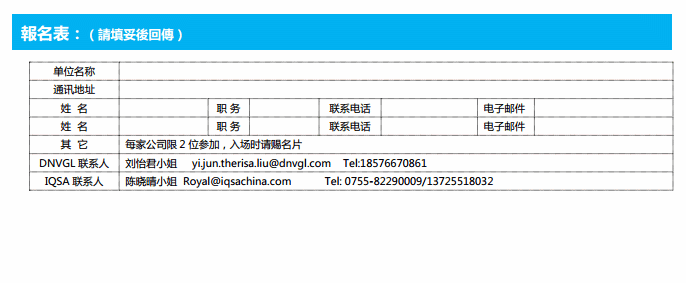 報名表：（請填妥後回傳）
单位名称
通讯地址
姓 名 职 务 联系电话 电子邮件
姓 名 职 务 联系电话 电子邮件
其 它 每家公司限 2 位参加，入场时请赐名片
DNVGL 联系人 刘怡君小姐 yi.jun.therisa.liu@dnvgl.com Tel:18576670861
IQSA 联系人 陈晓晴小姐 Royal@iqsachina.com Tel: 0755-82290009/13725518032